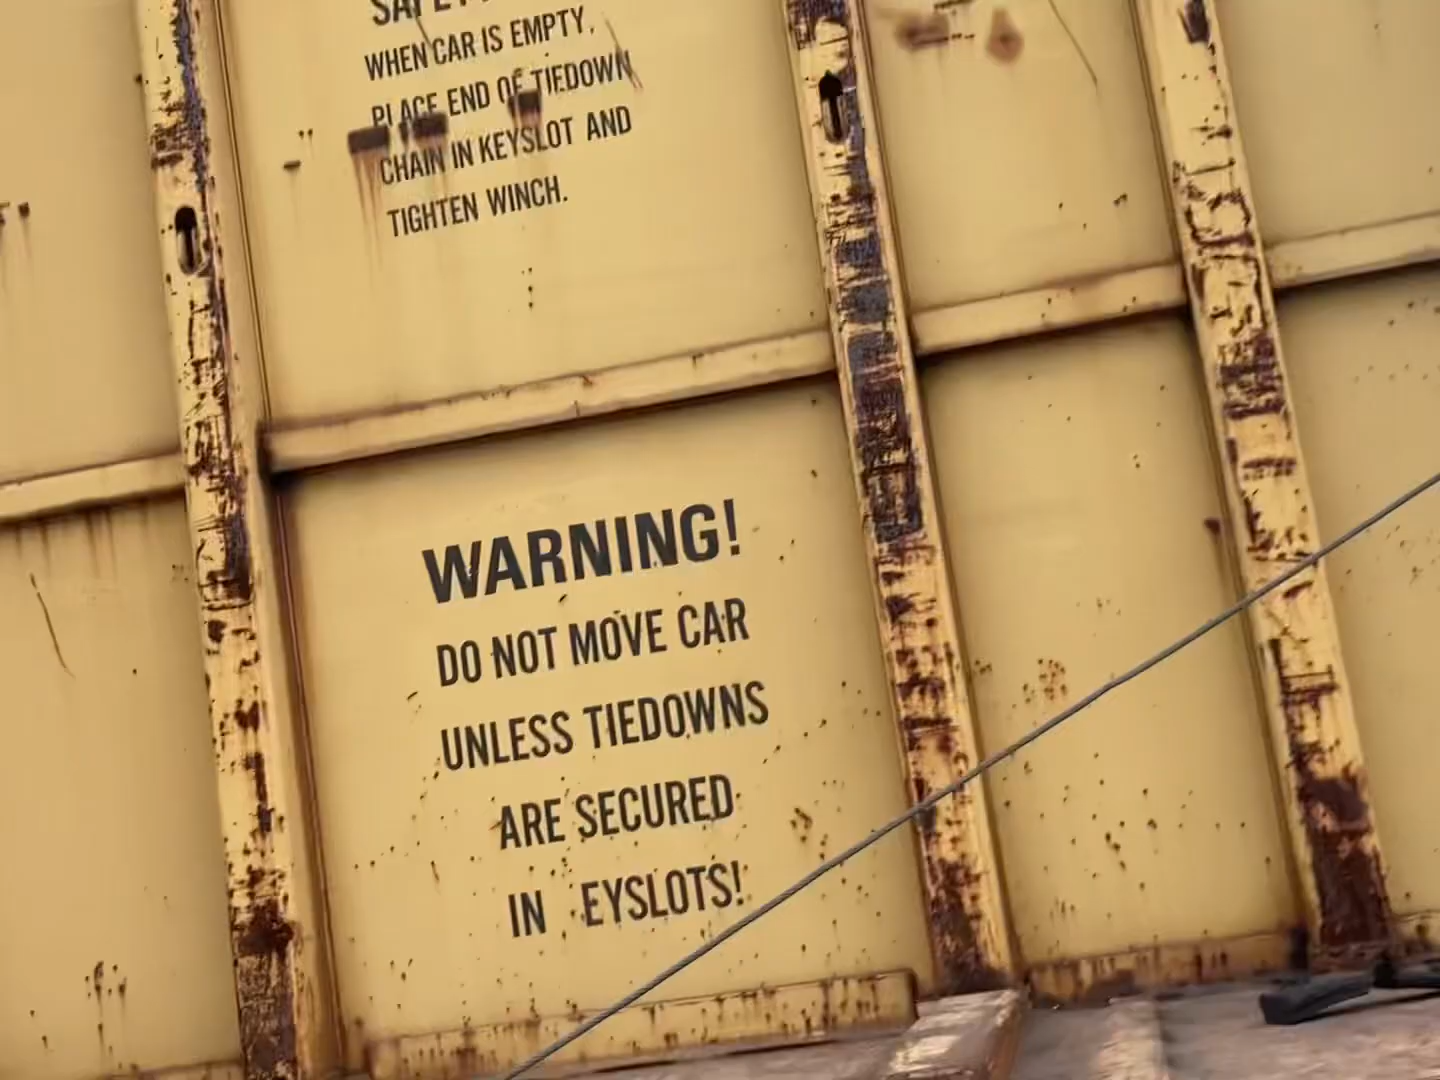 SAFETY
WHEN CAR IS EMPTY,
PLACE END OF TIEDOWN
CHAIN IN KEYSLOT AND
TIGHTEN WINCH.
WARNING!
DO NOT MOVE CAR
UNLESS TIEDOWNS
ARE SECURED
IN EYSLOTS!